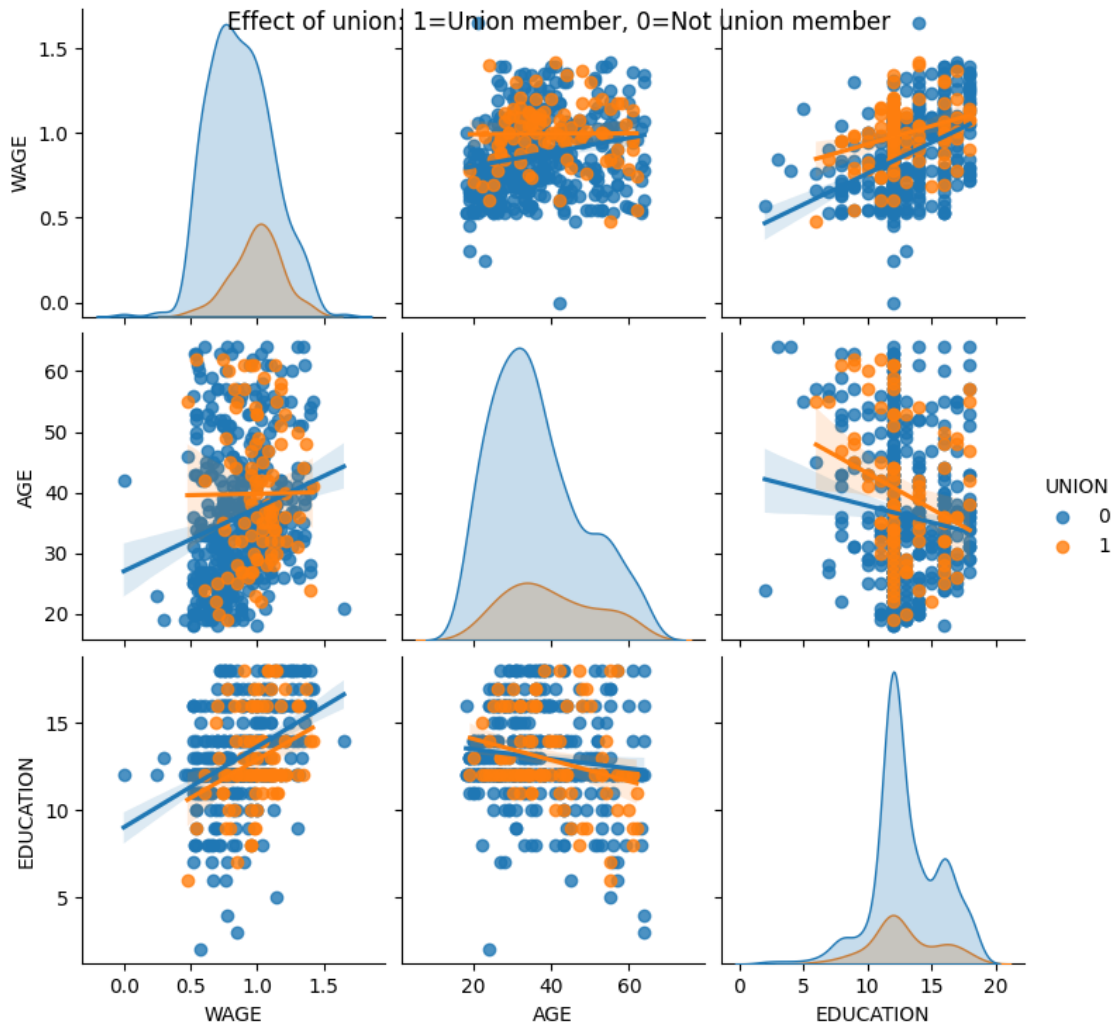 Effect of union: 1=Union member, 0=Not union member
WAGE
1.5
1.0
0.5
0.0
AGE
60
50
40
30
20
UNION
0
1
EDUCATION
15
10
5
0.0 0.5 1.0 1.5
20 40 60
0 5 10 15 20
WAGE
AGE
EDUCATION